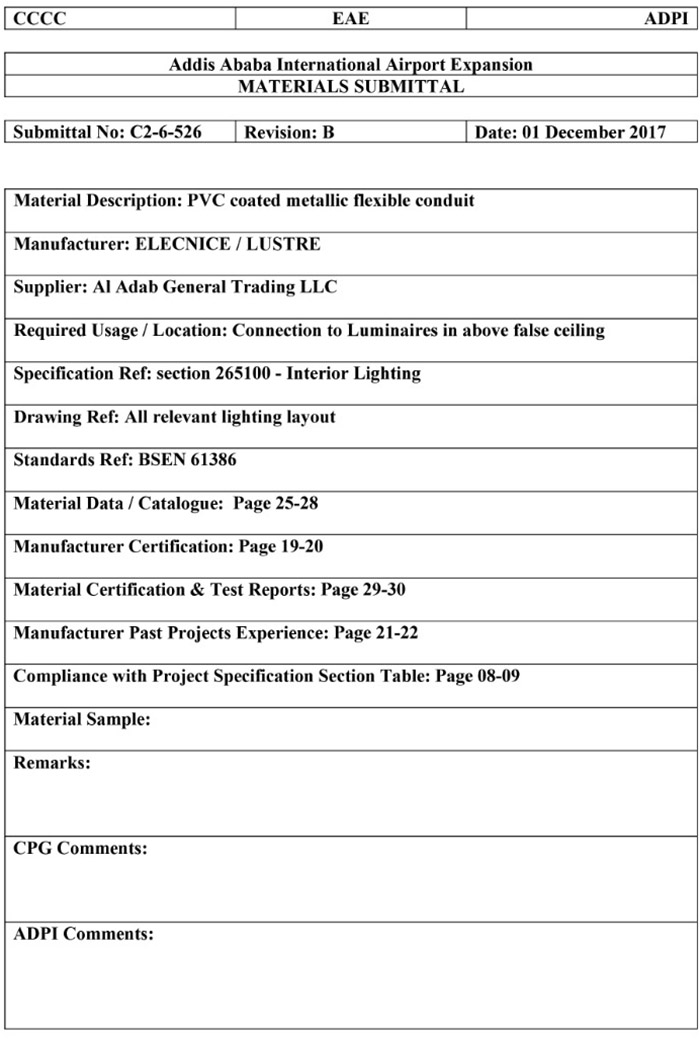 CCCC EAE ADPI
Addis Ababa International Airport Expansion
MATERIALS SUBMITTAL
Submittal No: C2-6-526 Revision: B Date: 01 December 2017
Material Description: PVC coated metallic flexible conduit
Manufacturer: ELECNICE / LUSTRE
Supplier: Al Adab General Trading LLC
Required Usage / Location: Connection to Luminaires in above false ceiling
Specification Ref: section 265100 - Interior Lighting
Drawing Ref: All relevant lighting layout
Standards Ref: BSEN 61386
Material Data / Catalogue: Page 25-28
Manufacturer Certification: Page 19-20
Material Certification & Test Reports: Page 29-30
Manufacturer Past Projects Experience: Page 21-22
Compliance with Project Specification Section Table: Page 08-09
Material Sample:
Remarks:
CPG Comments:
ADPI Comments: